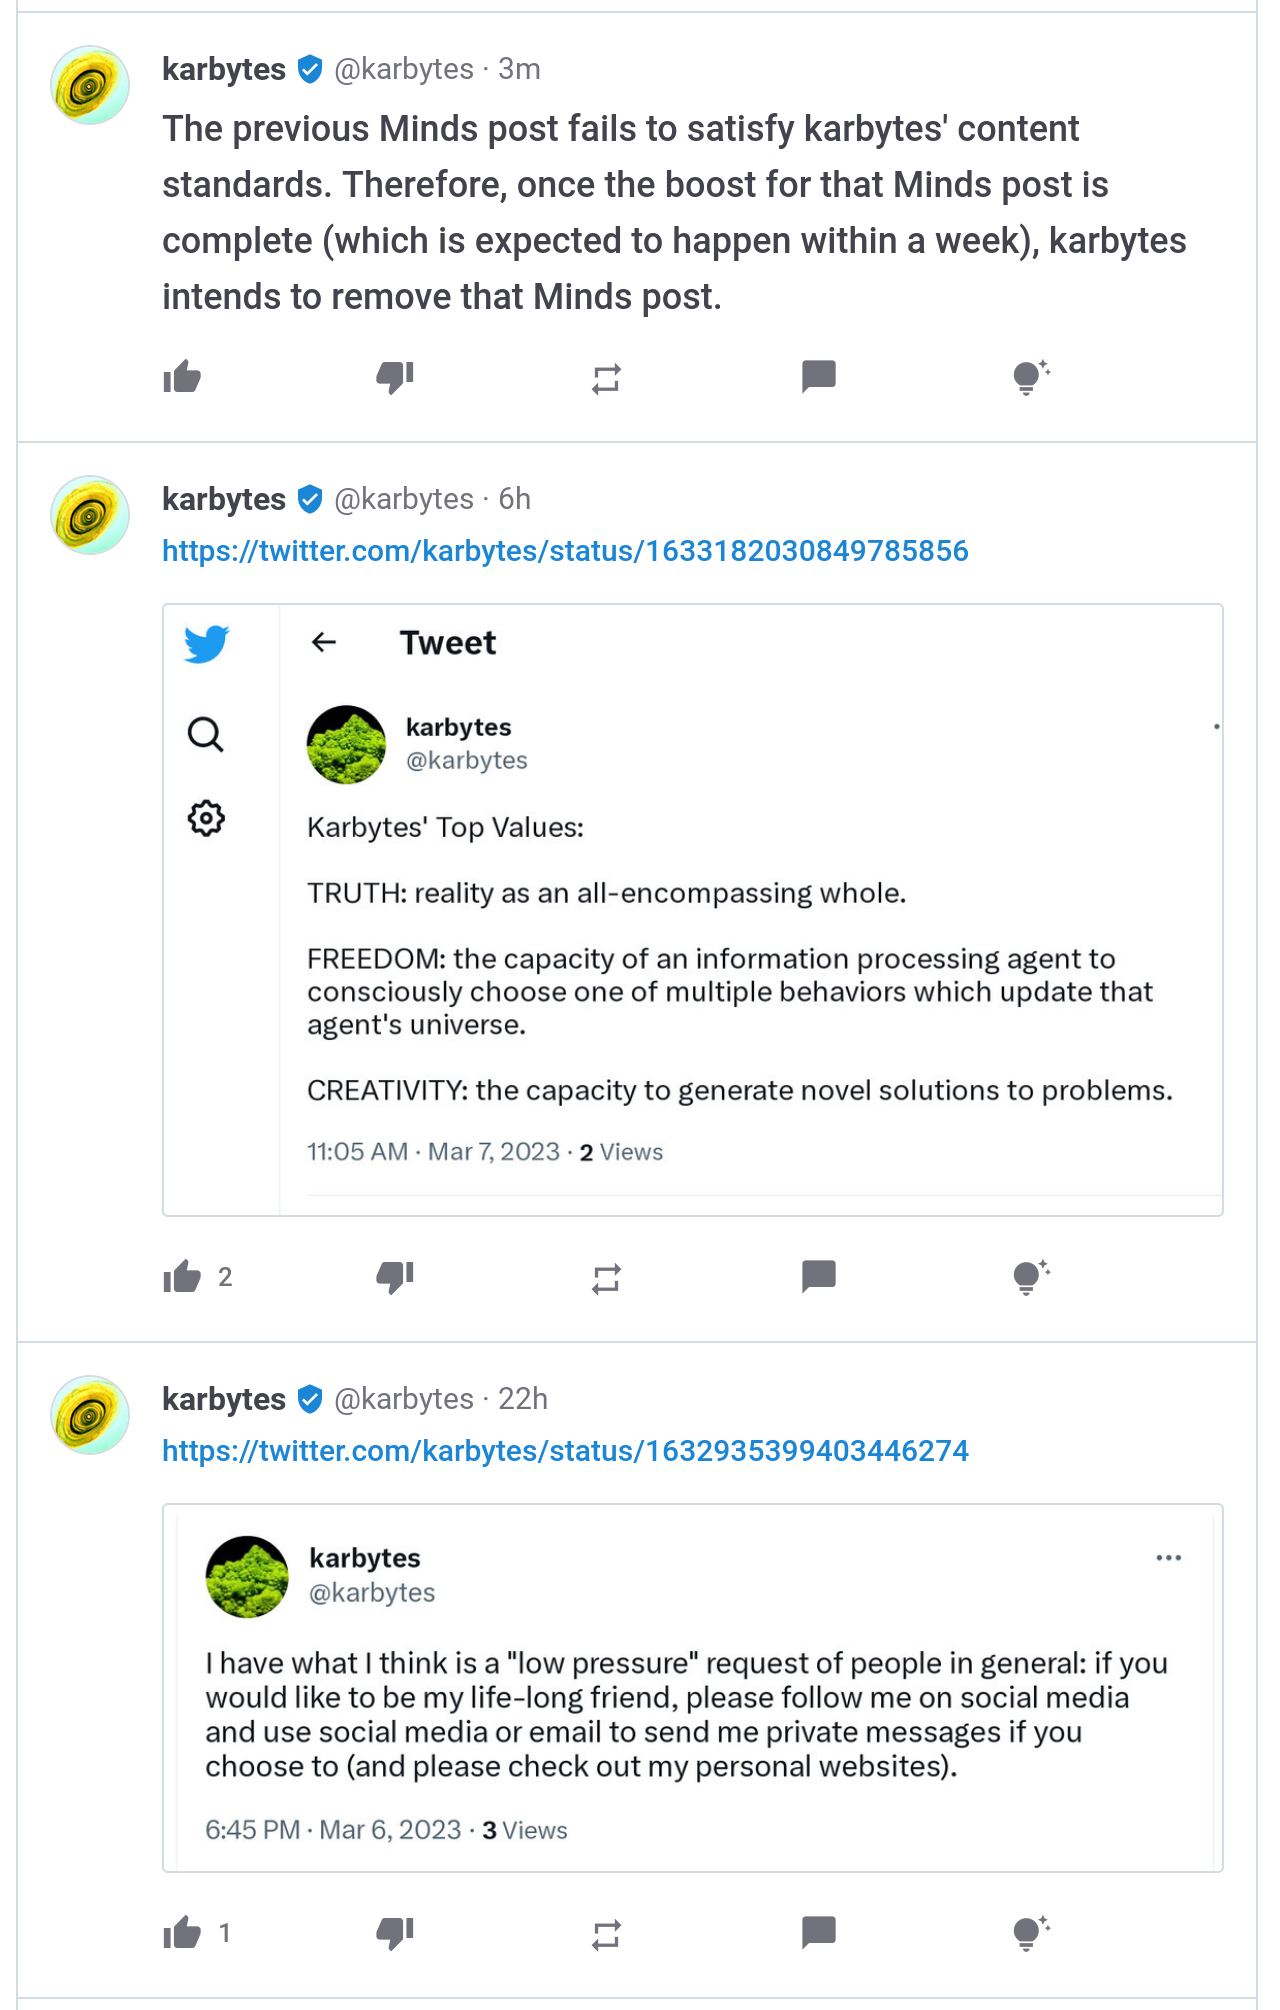 karbytes @karbytes · 3m
The previous Minds post fails to satisfy karbytes' content
standards. Therefore, once the boost for that Minds post is
complete (which is expected to happen within a week), karbytes
intends to remove that Minds post.
karbytes @karbytes · 6h
https://twitter.com/karbytes/status/1633182030849785856
Tweet
karbytes
@karbytes
Karbytes' Top Values:
TRUTH: reality as an all-encompassing whole.
FREEDOM: the capacity of an information processing agent to
consciously choose one of multiple behaviors which update that
agent's universe.
CREATIVITY: the capacity to generate novel solutions to problems.
11:05 AM · Mar 7, 2023 · 2 Views
2
karbytes @karbytes · 22h
https://twitter.com/karbytes/status/1632935399403446274
karbytes
@karbytes
I have what I think is a "low pressure" request of people in general: if you
would like to be my life-long friend, please follow me on social media
and use social media or email to send me private messages if you
choose to (and please check out my personal websites).
6:45 PM · Mar 6, 2023 · 3 Views
1